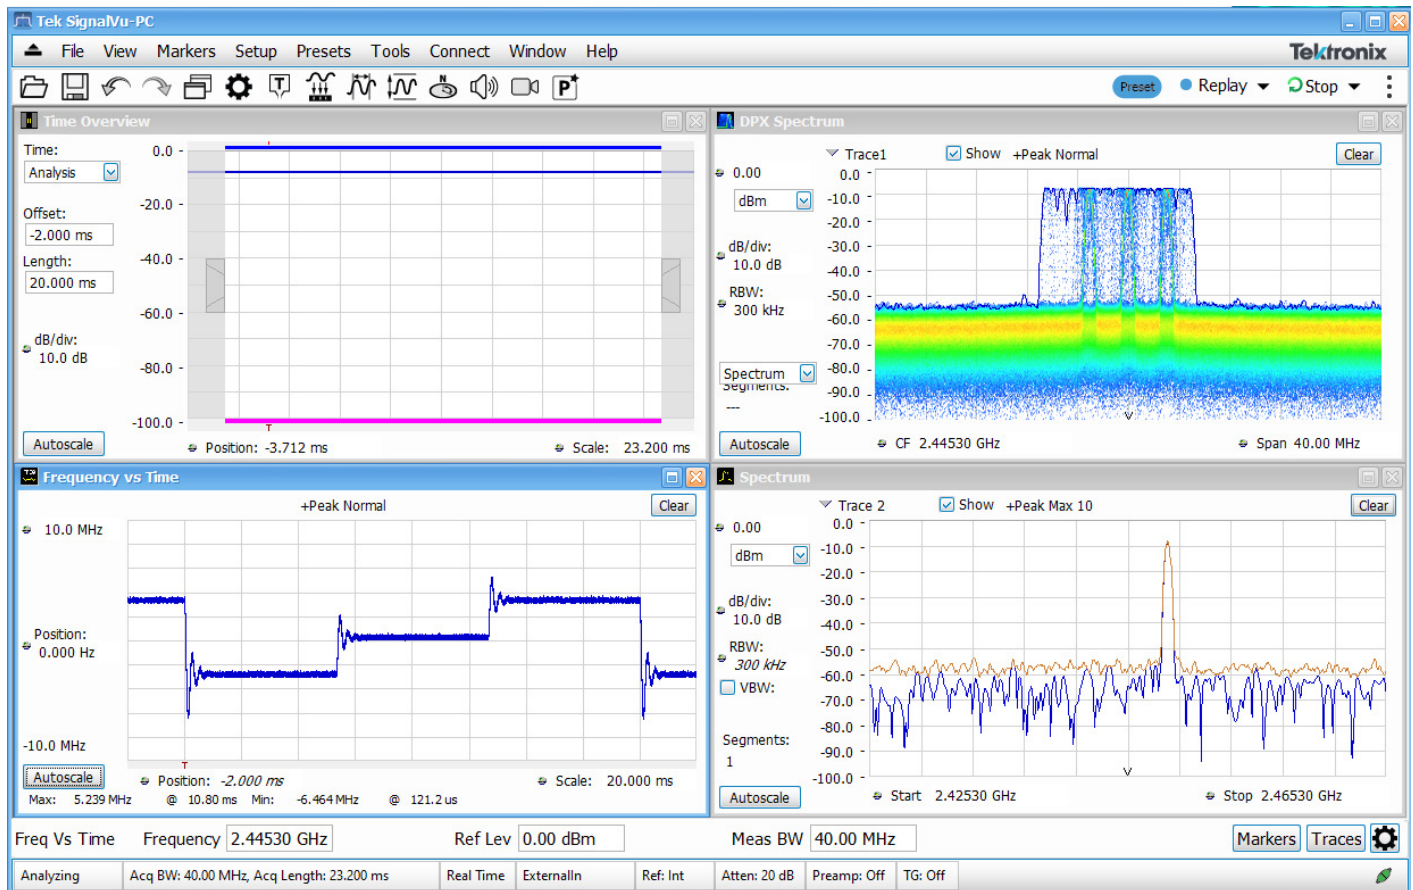 Tek SignalVu-PC
File View Markers Setup Presets Tools Connect Window Help
Tektronix
Preset Replay Stop
Time Overview
Time:
Analysis
Offset:
-2.000 ms
Length:
20.000 ms
dB/div:
10.0 dB
Autoscale
0.0
-20.0
-40.0
-60.0
-80.0
-100.0
T
Position: -3.712 ms Scale: 23.200 ms
DPX Spectrum
Trace1 Show +Peak Normal Clear
0.00
dBm
dB/div:
10.0 dB
RBW:
300 kHz
Spectrum
Segments:
---
Autoscale
0.0
-10.0
-20.0
-30.0
-40.0
-50.0
-60.0
-70.0
-80.0
-90.0
-100.0
CF 2.44530 GHz Span 40.00 MHz
Frequency vs Time
+Peak Normal Clear
10.0 MHz
Position:
0.000 Hz
-10.0 MHz
T
Autoscale
Position: -2.000 ms Scale: 20.000 ms
Max: 5.239 MHz @ 10.80 ms Min: -6.464 MHz @ 121.2 us
Spectrum
Trace 2 Show +Peak Max 10 Clear
0.00
dBm
dB/div:
10.0 dB
RBW:
300 kHz
VBW:
Segments:
1
Autoscale
0.0
-10.0
-20.0
-30.0
-40.0
-50.0
-60.0
-70.0
-80.0
-90.0
-100.0
Start 2.42530 GHz Stop 2.46530 GHz
Freq Vs Time Frequency 2.44530 GHz Ref Lev 0.00 dBm Meas BW 40.00 MHz Markers Traces
Analyzing Acq BW: 40.00 MHz, Acq Length: 23.200 ms Real Time ExternalIn Ref: Int Atten: 20 dB Preamp: Off TG: Off